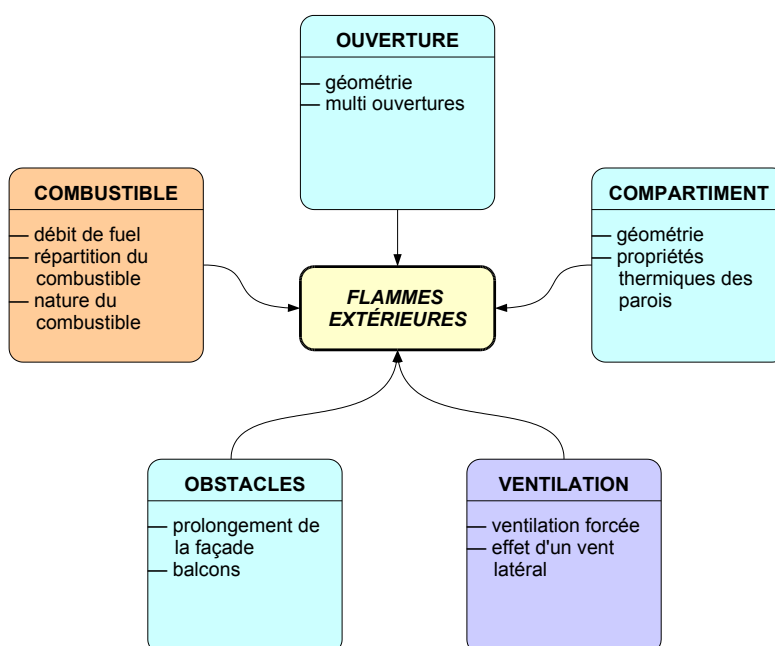 OUVERTURE
— géométrie
— multi ouvertures
COMBUSTIBLE
— débit de fuel
— répartition du
combustible
— nature du
combustible
COMPARTIMENT
— géométrie
— propriétés
thermiques des
parois
FLAMMES
EXTÉRIEURES
OBSTACLES
— prolongement de
la façade
— balcons
VENTILATION
— ventilation forcée
— effet d'un vent
latéral